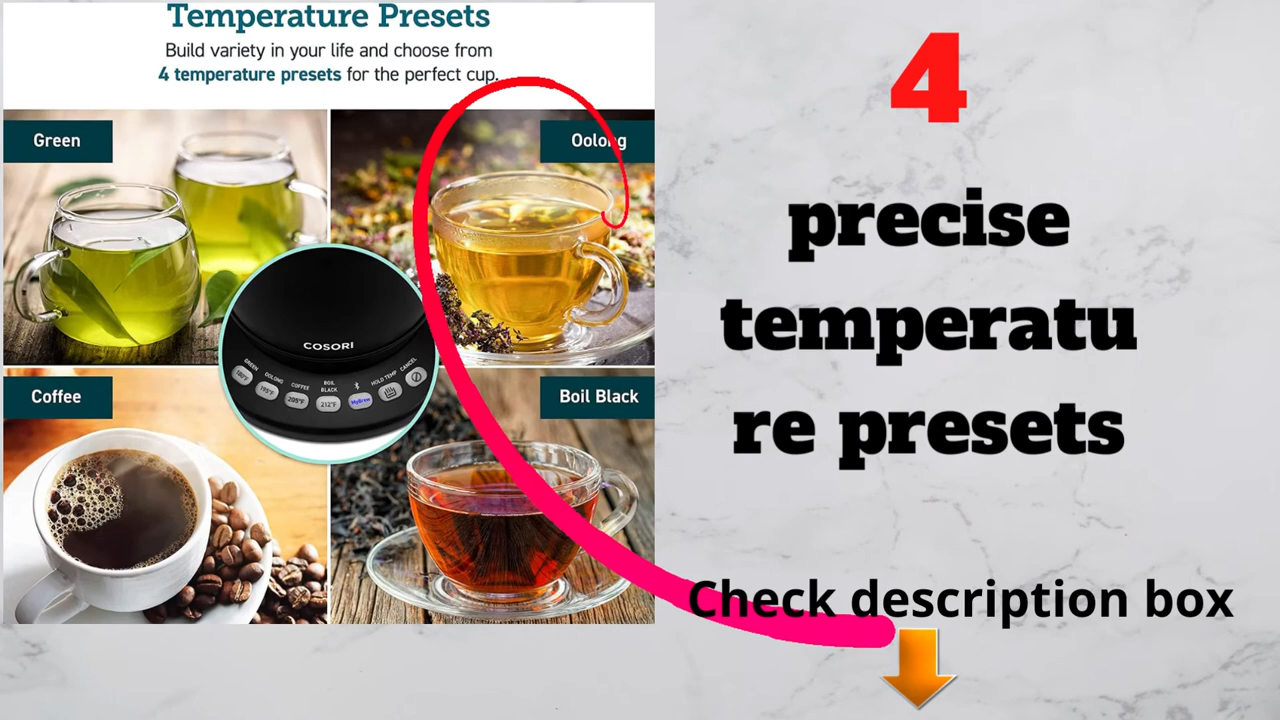 Temperature Presets
Build variety in your life and choose from
4 temperature presets for the perfect cup.
Green
Oolong
COSORI
GREEN
OOLONG
COFFEE
BOIL
BLACK
HOLD TEMP
CANCEL
180°F
195°F
205°F
212°F
MyBrew
Coffee
Boil Black
4
precise
temperatu
re presets
Check description box